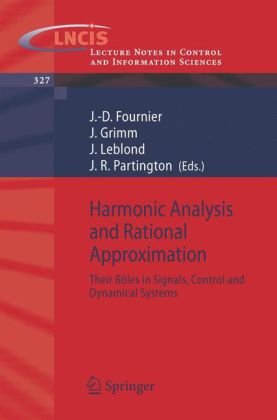 LNCIS
LECTURE NOTES IN CONTROL
AND INFORMATION SCIENCES
327
J.-D. Fournier
J. Grimm
J. Leblond
J. R. Partington (Eds.)
Harmonic Analysis
and Rational
Approximation
Their Rôles in Signals, Control and
Dynamical Systems
Springer